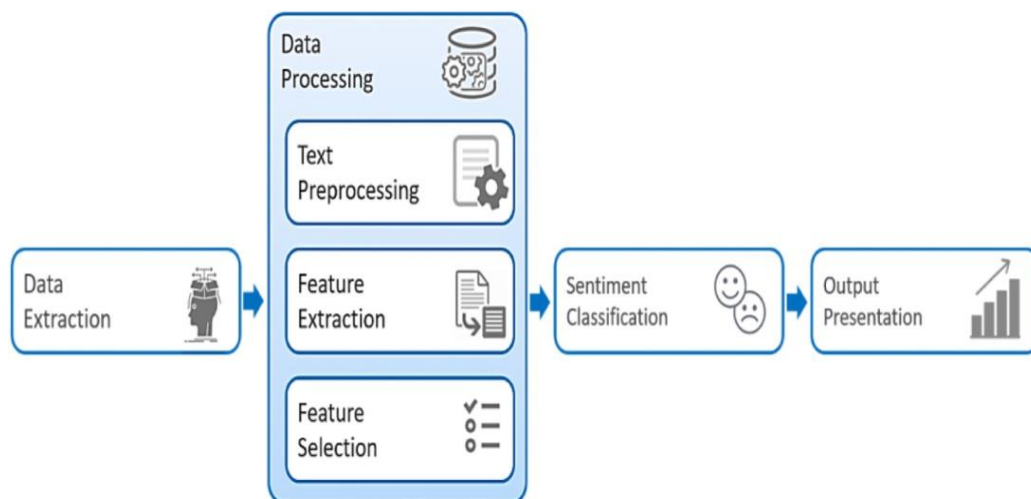 Data
Processing
Text
Preprocessing
Data
Extraction
Feature
Extraction
Sentiment
Classification
Output
Presentation
Feature
Selection